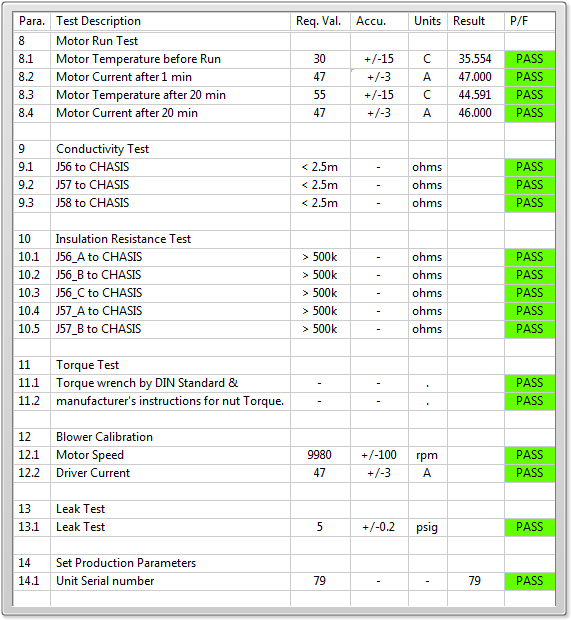 Para. Test Description Req. Val. Accu. Units Result P/F
8 Motor Run Test
8.1 Motor Temperature before Run 30 +/-15 C 35.554 PASS
8.2 Motor Current after 1 min 47 +/-3 A 47.000 PASS
8.3 Motor Temperature after 20 min 55 +/-15 C 44.591 PASS
8.4 Motor Current after 20 min 47 +/-3 A 46.000 PASS
9 Conductivity Test
9.1 J56 to CHASIS < 2.5m - ohms PASS
9.2 J57 to CHASIS < 2.5m - ohms PASS
9.3 J58 to CHASIS < 2.5m - ohms PASS
10 Insulation Resistance Test
10.1 J56_A to CHASIS > 500k - ohms PASS
10.2 J56_B to CHASIS > 500k - ohms PASS
10.3 J56_C to CHASIS > 500k - ohms PASS
10.4 J57_A to CHASIS > 500k - ohms PASS
10.5 J57_B to CHASIS > 500k - ohms PASS
11 Torque Test
11.1 Torque wrench by DIN Standard & - - . PASS
11.2 manufacturer's instructions for nut Torque. - - . PASS
12 Blower Calibration
12.1 Motor Speed 9980 +/-100 rpm PASS
12.2 Driver Current 47 +/-3 A PASS
13 Leak Test
13.1 Leak Test 5 +/-0.2 psig PASS
14 Set Production Parameters
14.1 Unit Serial number 79 - - 79 PASS